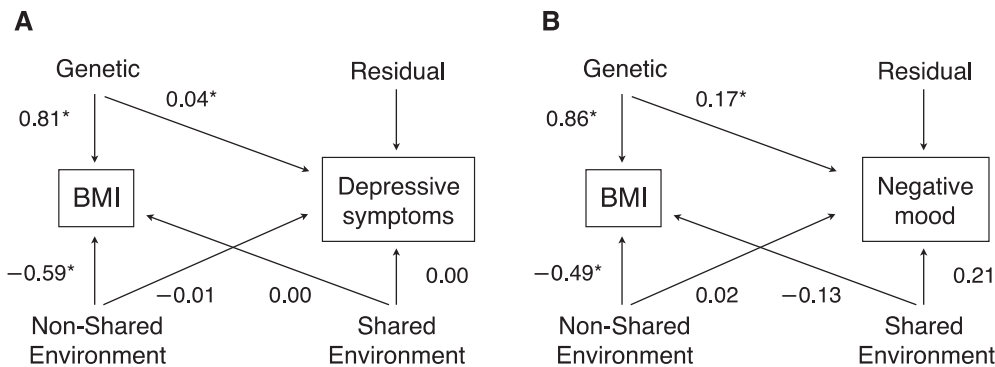 A
Genetic
Residual
0.81*
0.04*
BMI
Depressive
symptoms
−0.59*
−0.01
0.00
0.00
Non-Shared
Environment
Shared
Environment
B
Genetic
Residual
0.86*
0.17*
BMI
Negative
mood
−0.49*
0.02
−0.13
0.21
Non-Shared
Environment
Shared
Environment